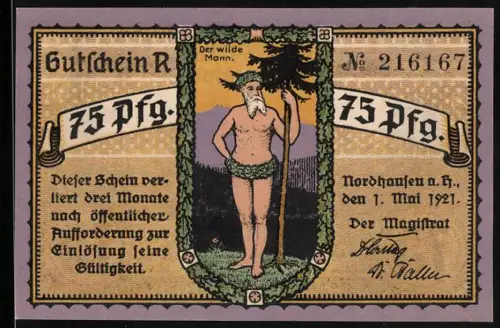 Gutschein R
Der wilde
Mann.
№ 216167
75 Pfg.
75 Pfg.
Dieser Schein ver-
liert drei Monate
nach öffentlicher
Aufforderung zur
Einlösung seine
Gültigkeit.
Nordhausen a. H.,
den 1. Mai 1921.
Der Magistrat